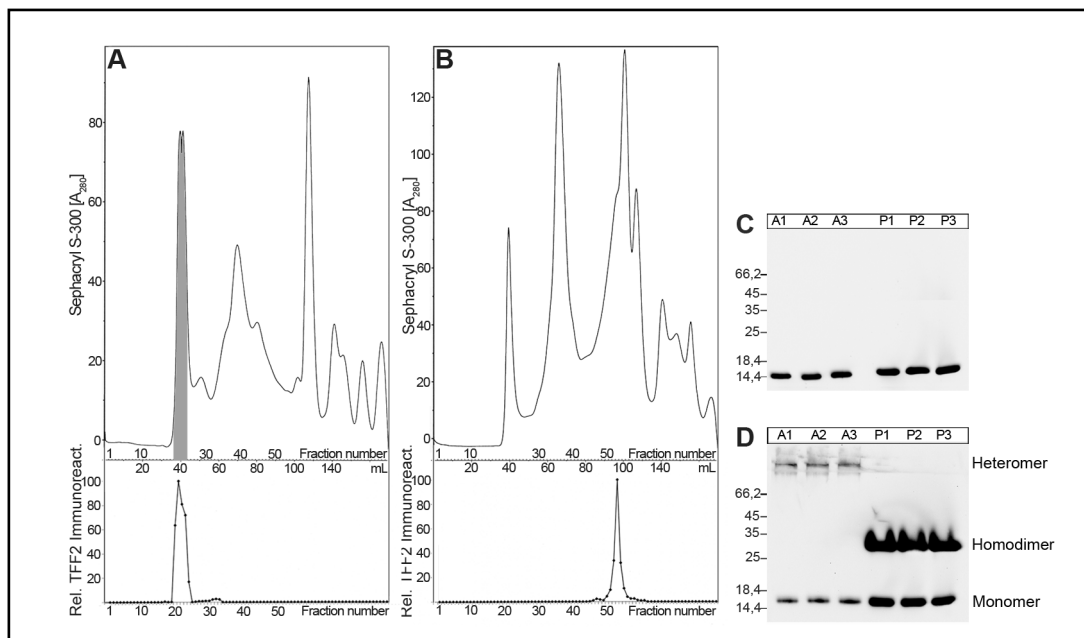 A
Sephacryl S-300 [A280]
80
60
40
20
0
1 10 30 40 50 Fraction number
20 40 60 80 100 140 mL
Rel. TFF2 Immunoreact.
100
80
60
40
20
1 10 20 30 40 50 Fraction number
B
Sephacryl S-300 [A280]
120
100
80
60
40
20
0
1 10 30 40 50 Fraction number
20 40 60 80 100 140 mL
Rel. TFF2 Immunoreact.
100
80
60
40
20
1 10 20 30 40 50 Fraction number
C
A1 A2 A3 P1 P2 P3
66,2
45
35
25
18,4
14,4
D
A1 A2 A3 P1 P2 P3
Heteromer
66,2
45
35
Homodimer
25
18,4
Monomer
14,4